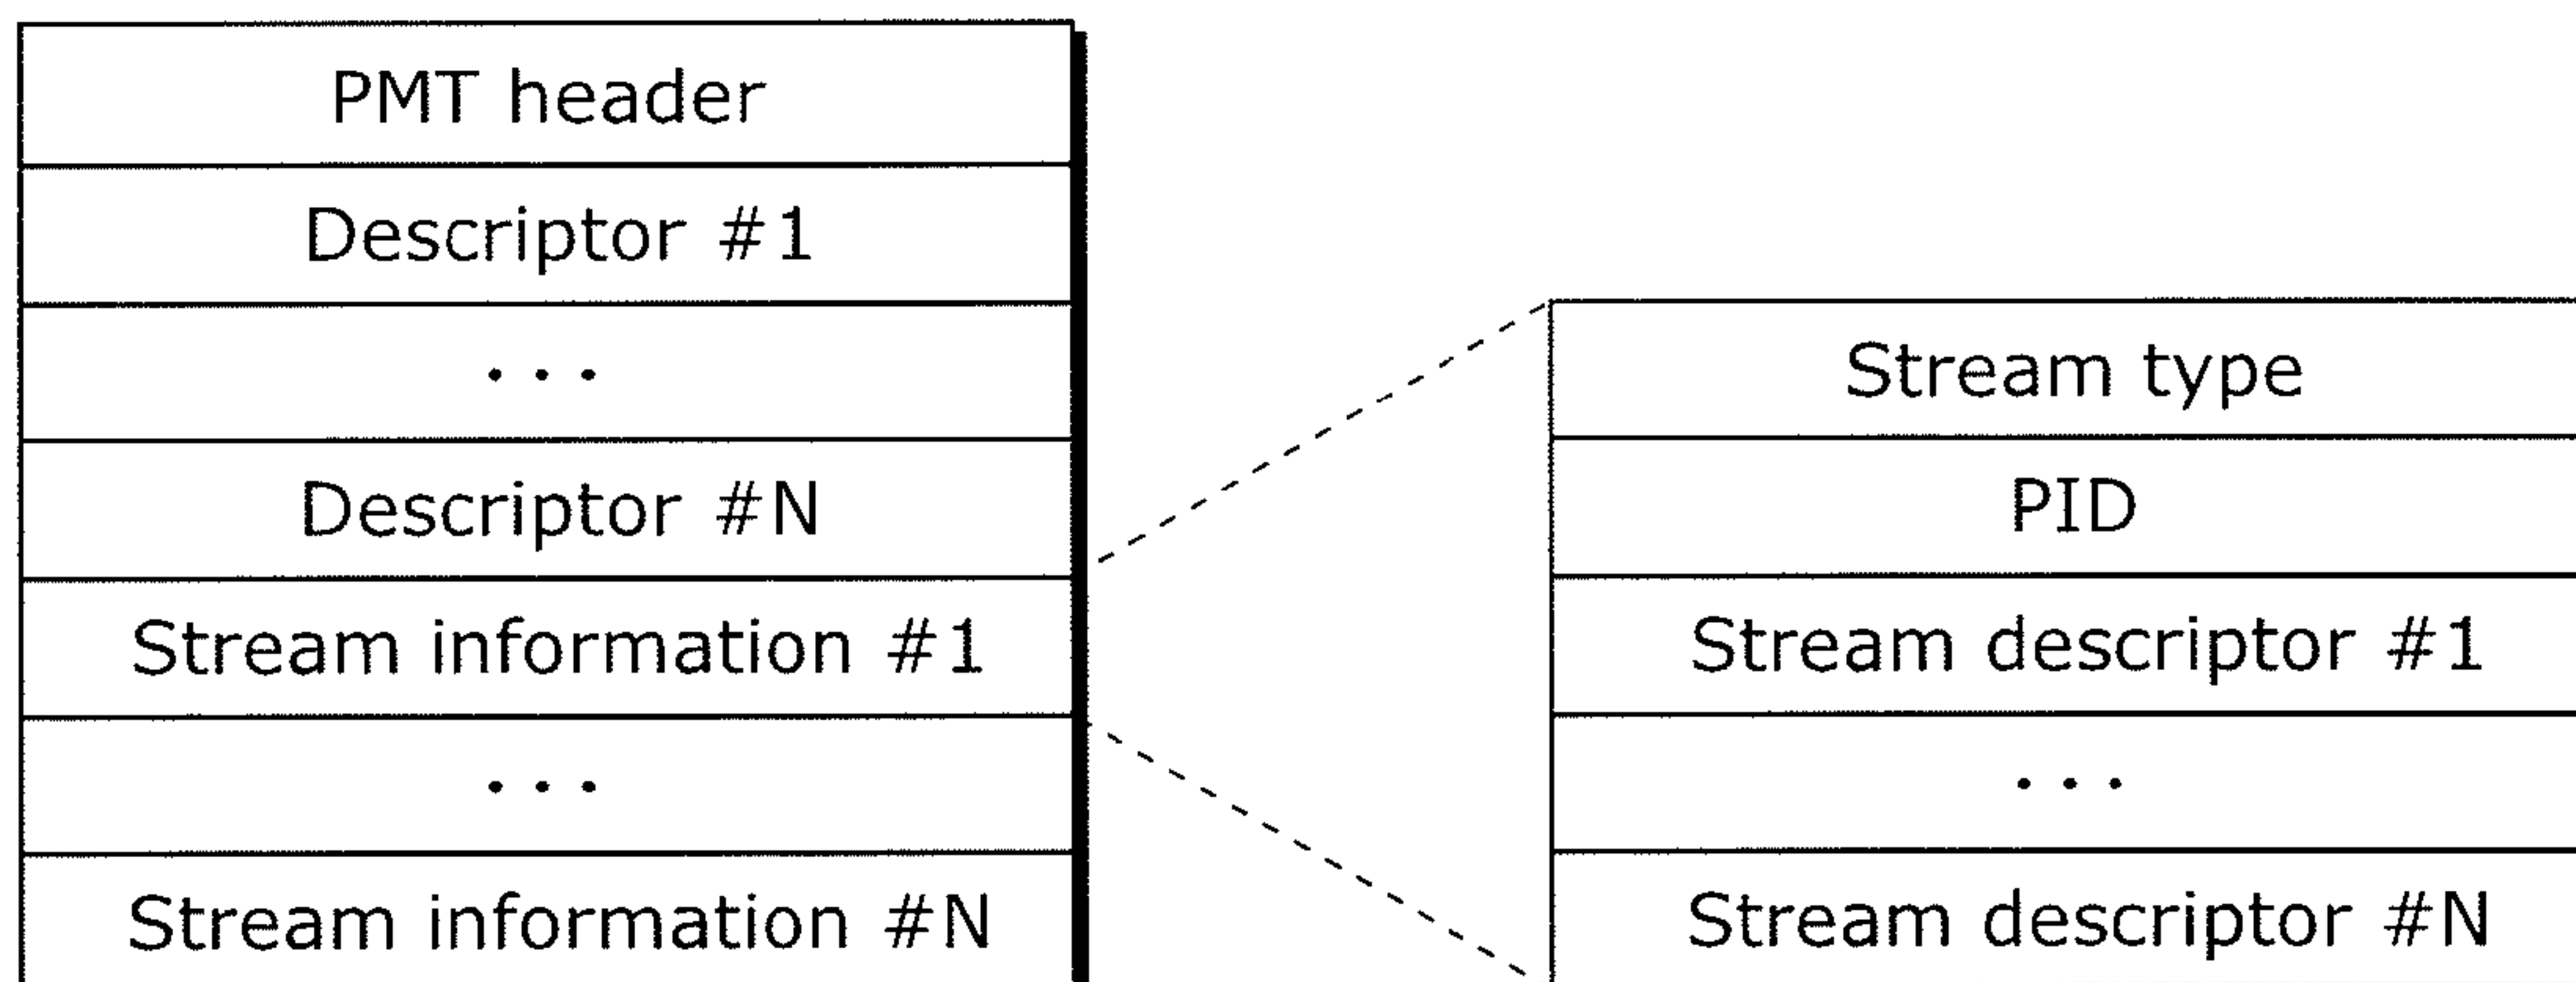 PMT header
Descriptor #1
. . .
Descriptor #N
Stream information #1
. . .
Stream information #N
Stream type
PID
Stream descriptor #1
. . .
Stream descriptor #N